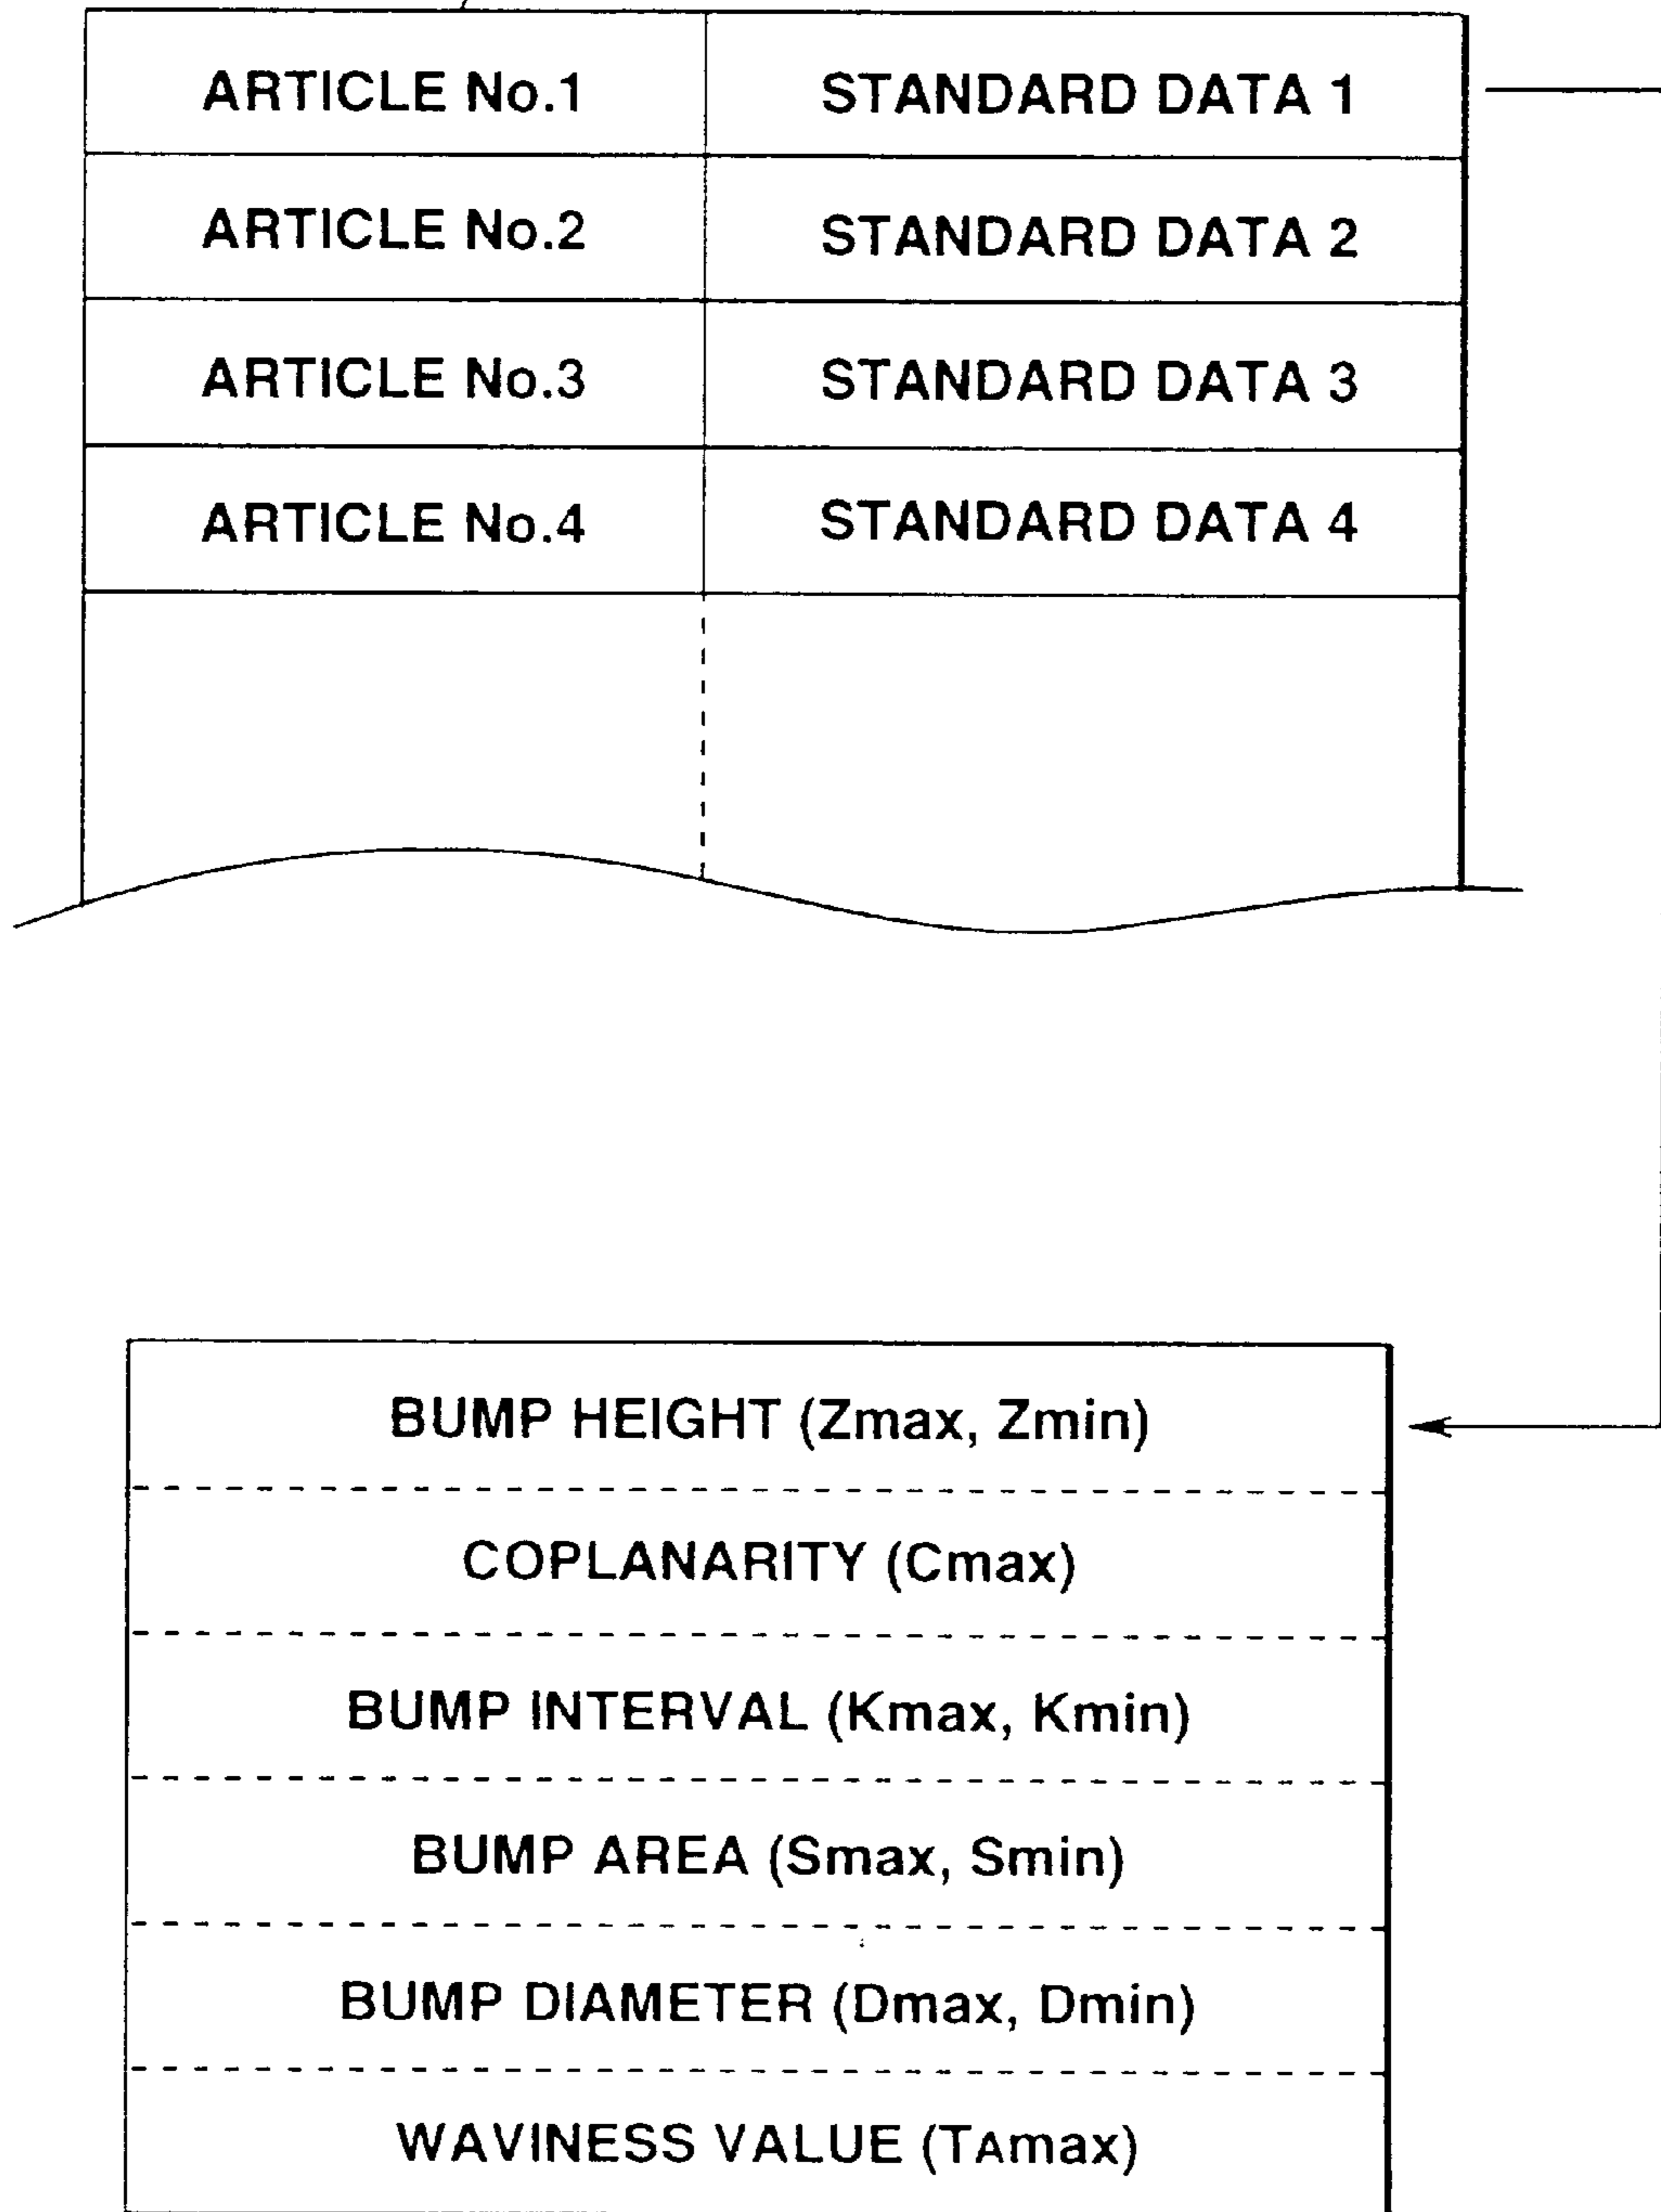 ARTICLE No.1 STANDARD DATA 1
ARTICLE No.2 STANDARD DATA 2
ARTICLE No.3 STANDARD DATA 3
ARTICLE No.4 STANDARD DATA 4
BUMP HEIGHT (Zmax, Zmin)
COPLANARITY (Cmax)
BUMP INTERVAL (Kmax, Kmin)
BUMP AREA (Smax, Smin)
BUMP DIAMETER (Dmax, Dmin)
WAVINESS VALUE (TAmax)